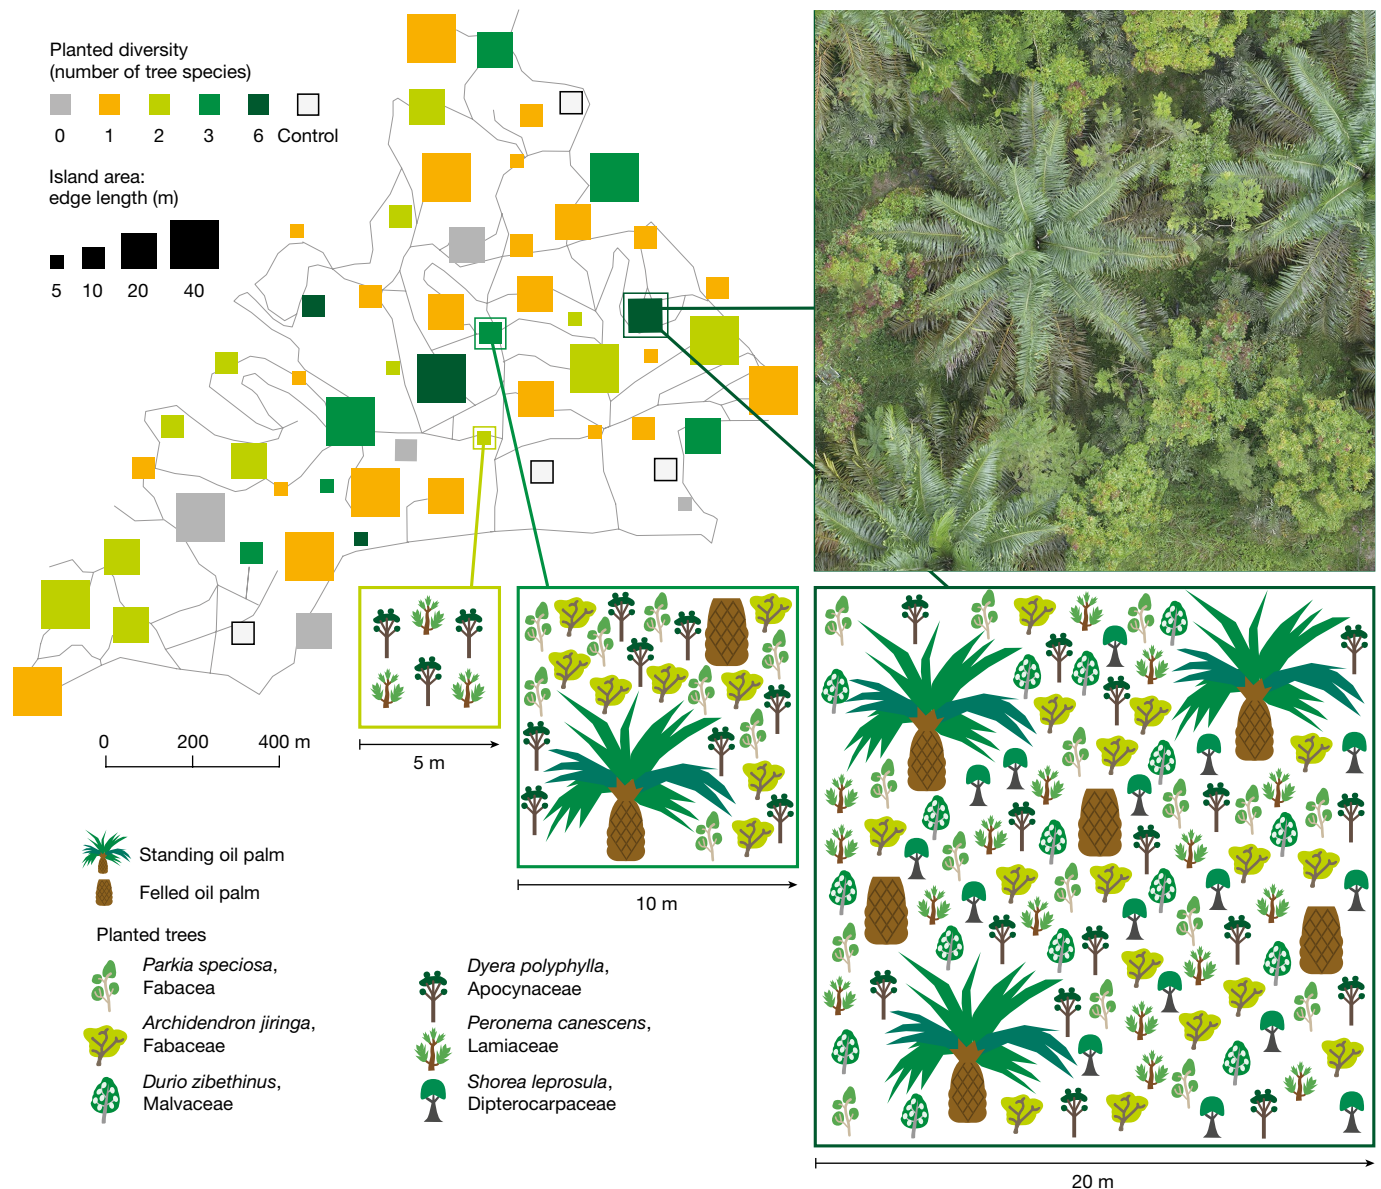 Planted diversity
(number of tree species)
0 1 2 3 6 Control
Island area:
edge length (m)
5 10 20 40
0 200 400 m
5 m
10 m
20 m
Standing oil palm
Felled oil palm
Planted trees
Parkia speciosa,
Fabacea
Archidendron jiringa,
Fabaceae
Durio zibethinus,
Malvaceae
Dyera polyphylla,
Apocynaceae
Peronema canescens,
Lamiaceae
Shorea leprosula,
Dipterocarpaceae